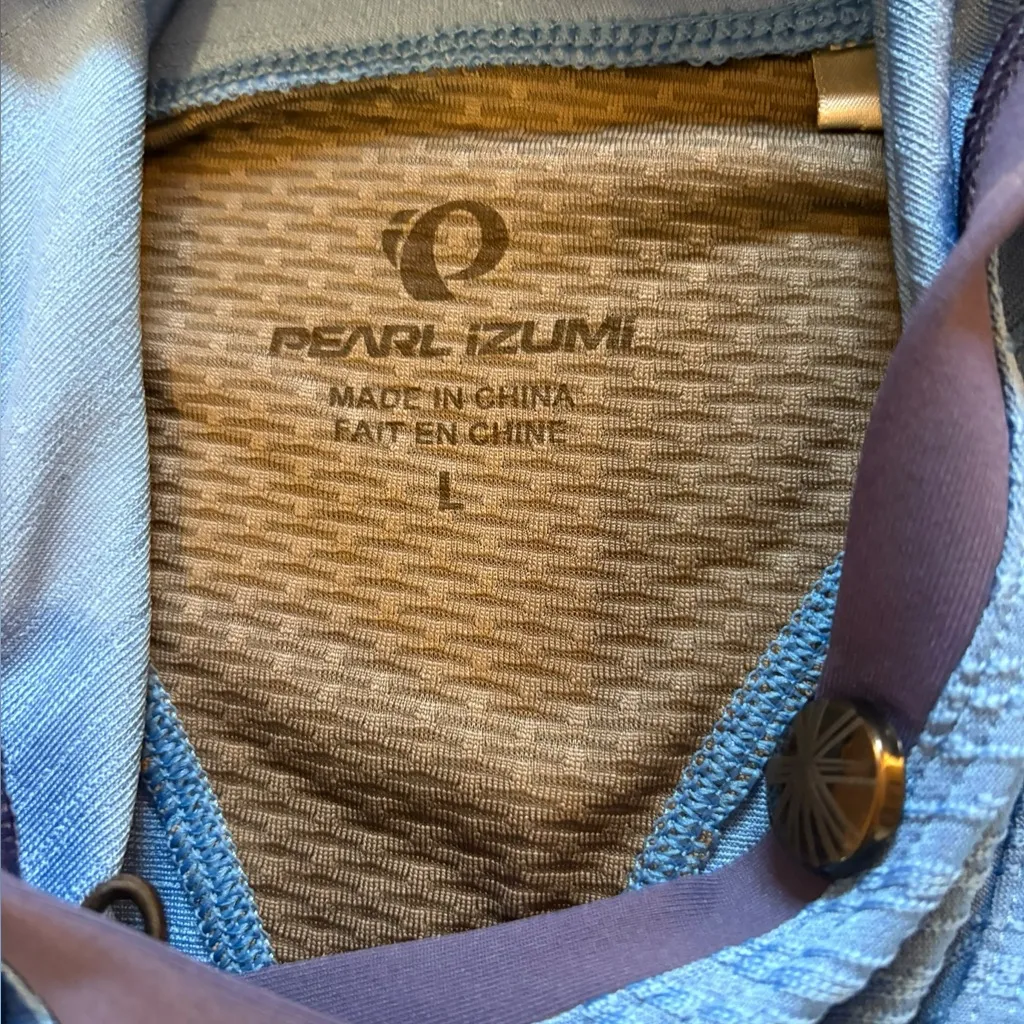 PEARL iZUMi
MADE IN CHINA
FAIT EN CHINE
L